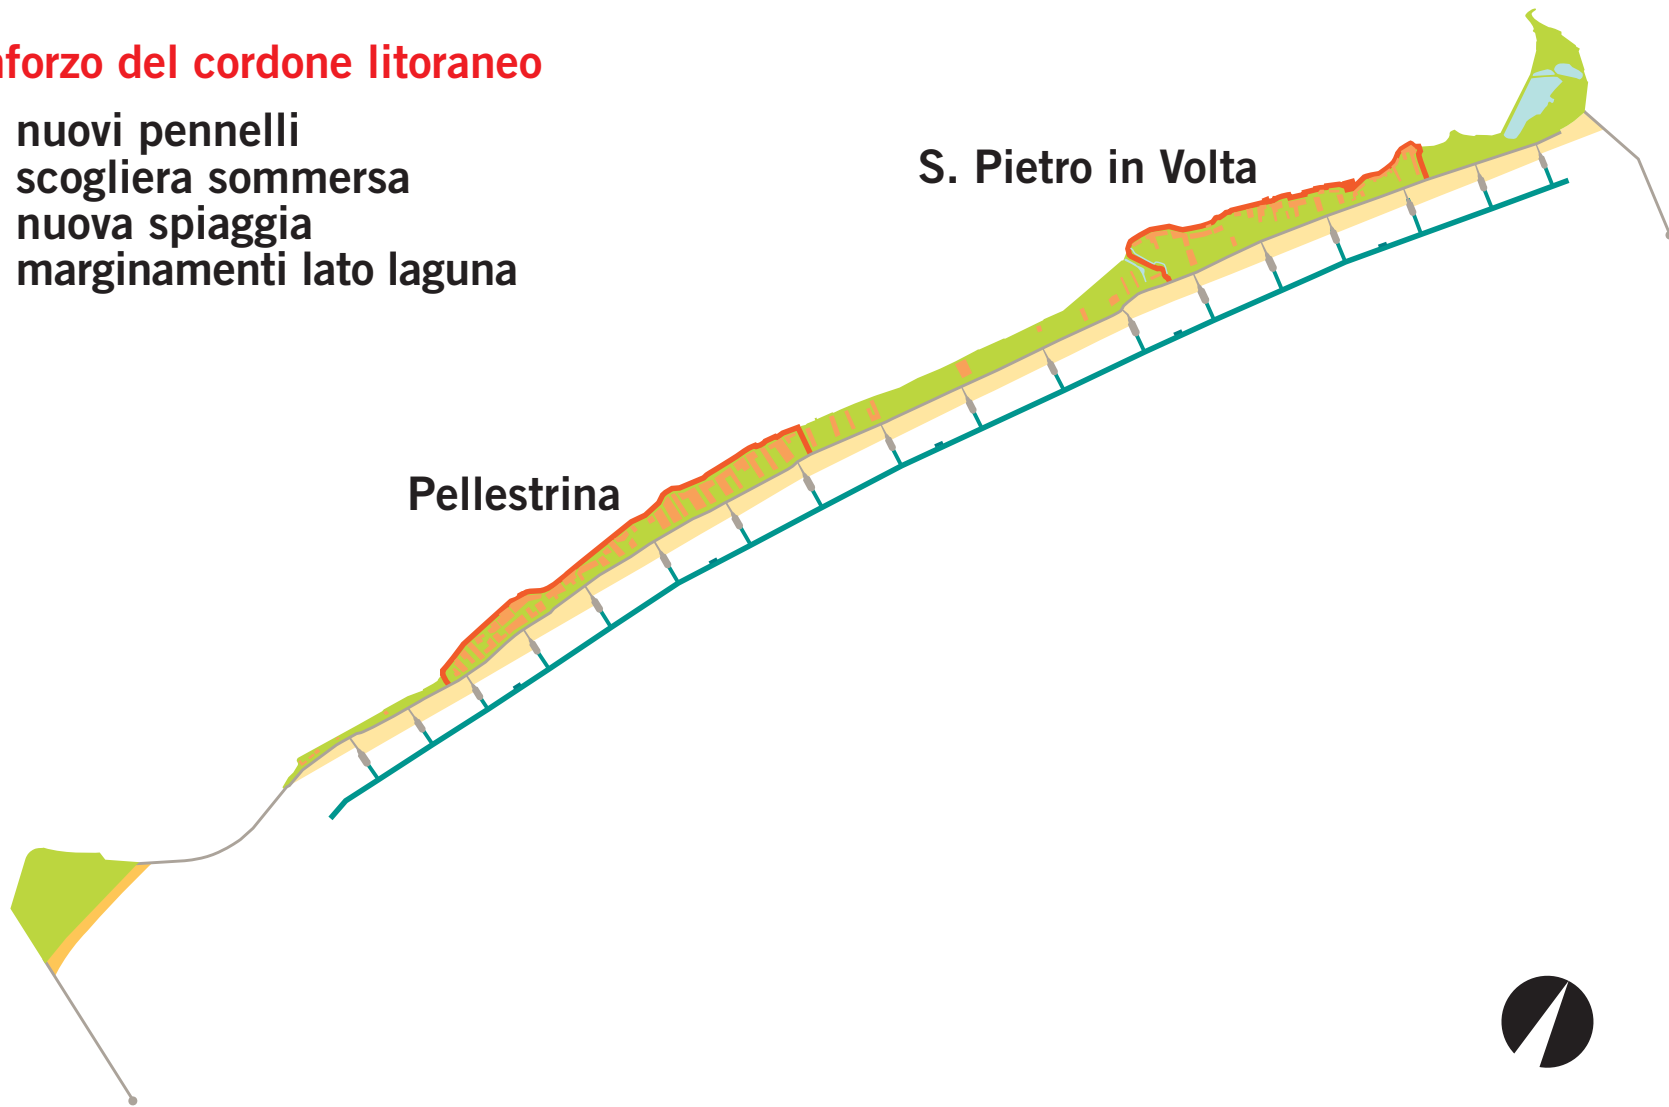 nforzo del cordone litoraneo
nuovi pennelli
scogliera sommersa
nuova spiaggia
marginamenti lato laguna
S. Pietro in Volta
Pellestrina